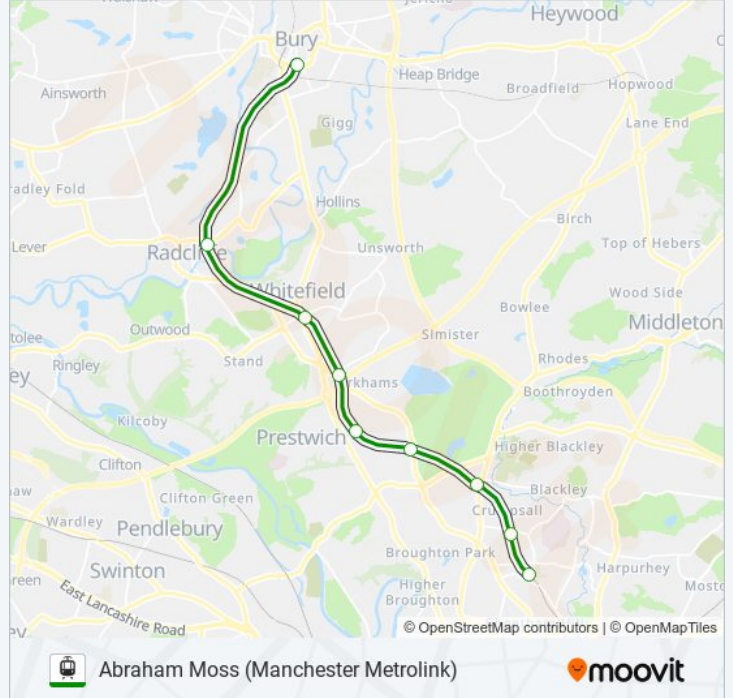 Heywood
Bury
Heap Bridge
Hopwood
Ainsworth
Broadfield
Gigg
Lane End
radley Fold
Hollins
Birch
Lever
Radcliffe
Unsworth
Top of Hebers
Whitefield
Bowlee
Wood Side
Middleton
tolee
Outwood
Simister
Ringley
Stand
Rhodes
ey
rkhams
Boothroyden
Kilcoby
Prestwich
Higher Blackley
Clifton
aw
Clifton Green
Blackley
Crumpsall
Wardley
Pendlebury
Broughton Park
Harpurhey
reen
Swinton
Higher
Broughton
Mosto
East Lancashire Road
ey
© OpenStreetMap contributors | © OpenMapTiles
Abraham Moss (Manchester Metrolink)
moovit